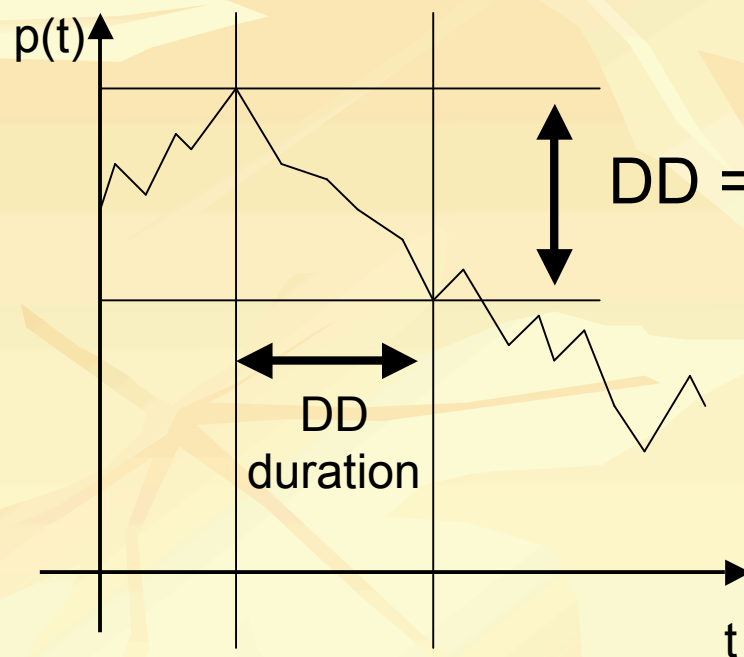 p(t)
DD =
DD
duration
t